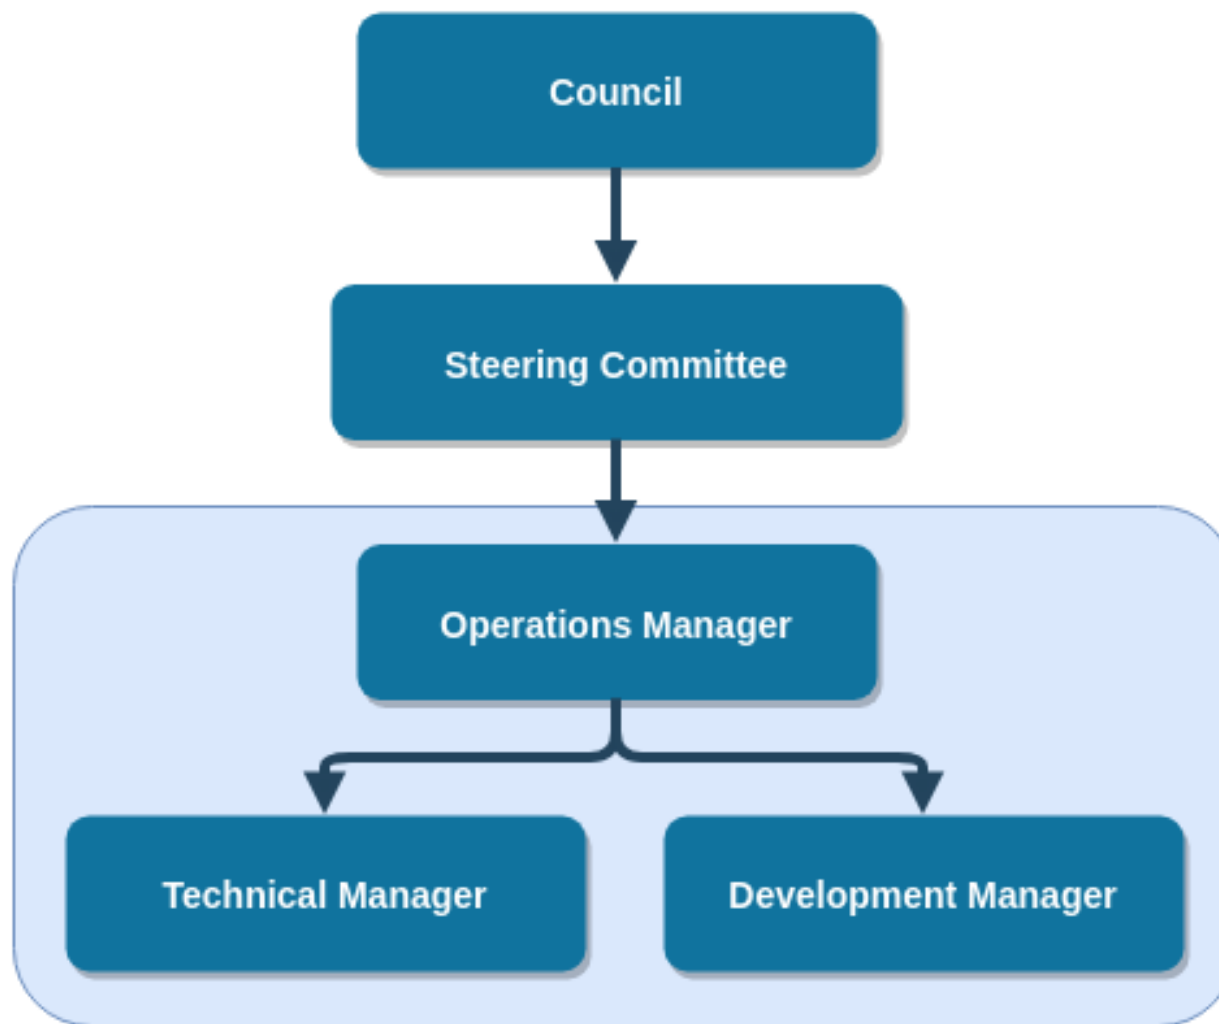 Council
Steering Committee
Operations Manager
Technical Manager
Development Manager